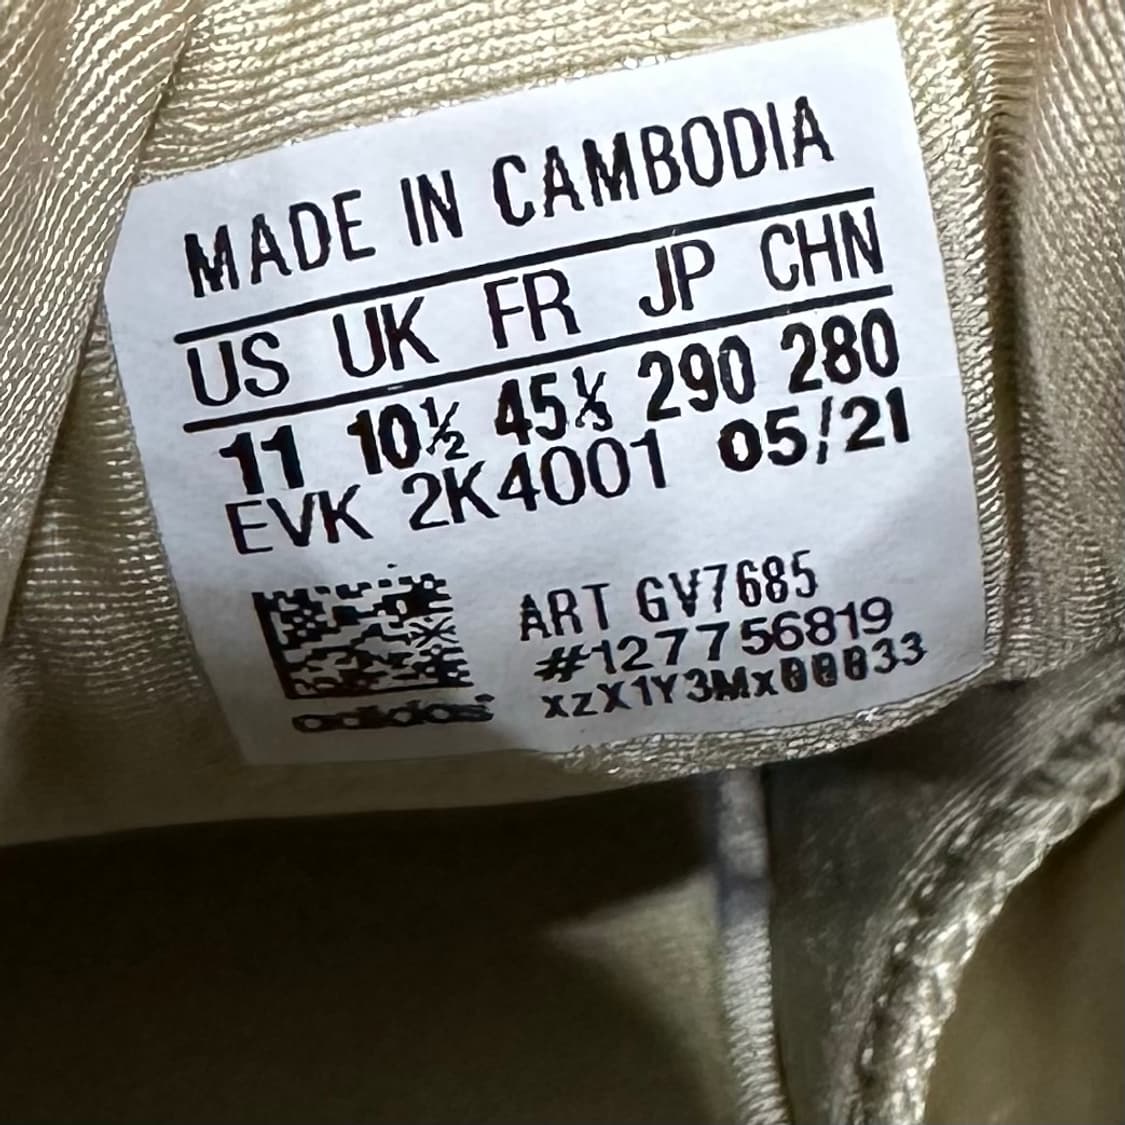 MADE IN CAMBODIA
US UK FR JP CHN
11 10½ 45⅓ 290 280
EVK 2K4001 05/21
ART GV7685
#127756819
xzX1Y3Mx00033
adidas